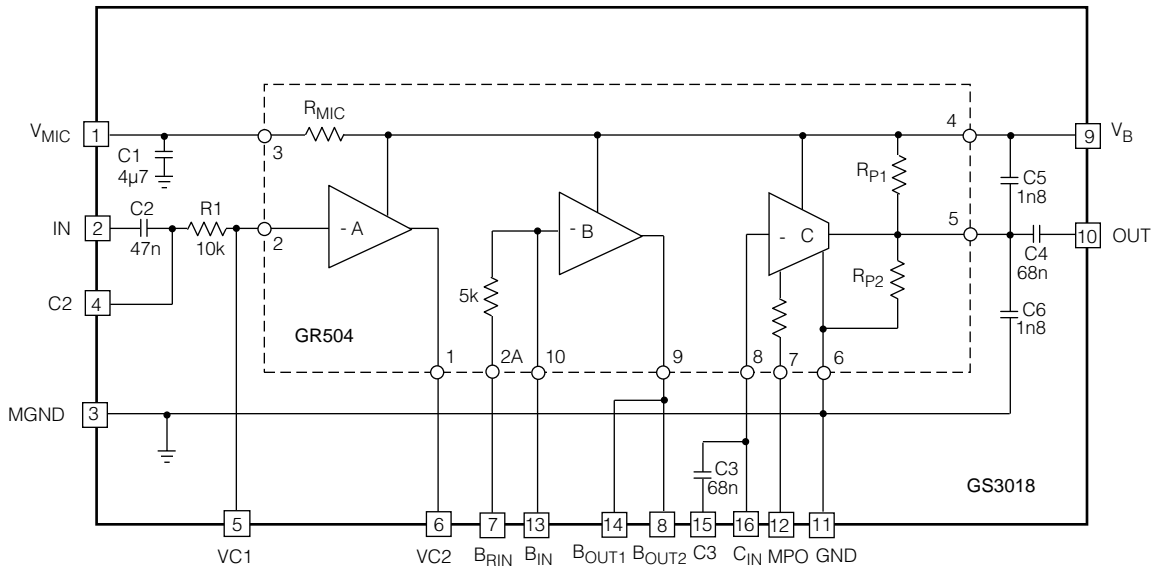 R_MIC
V_MIC 1
3
4
9 V_B
C1
4µ7
R_P1
C5
1n8
C2
R1
IN 2
47n
10k
2
- A
- B
- C
5
10 OUT
C4
68n
C2
4
5k
R_P2
C6
1n8
GR504
1
2A
10
9
8
7
6
MGND 3
C3
68n
GS3018
5
6
7
13
14
8
15
16
12
11
VC1
VC2
B_RIN
B_IN
B_OUT1
B_OUT2
C3
C_IN
MPO
GND